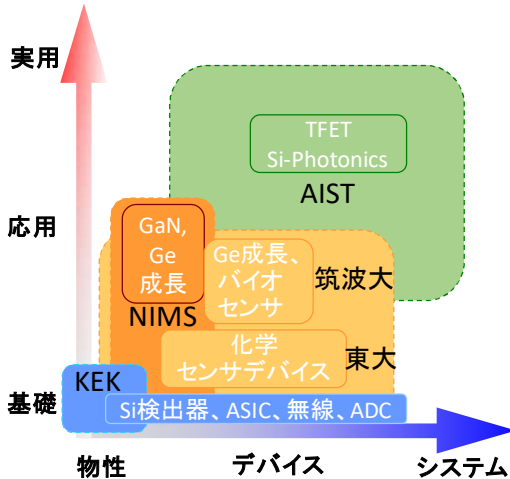 実用
TFET
Si-Photonics
AIST
応用
GaN,
Ge
成長
Ge成長、
バイオ
センサ
筑波大
NIMS
化学
センサデバイス
東大
KEK
基礎
Si検出器、ASIC、無線、ADC
物性
デバイス
システム